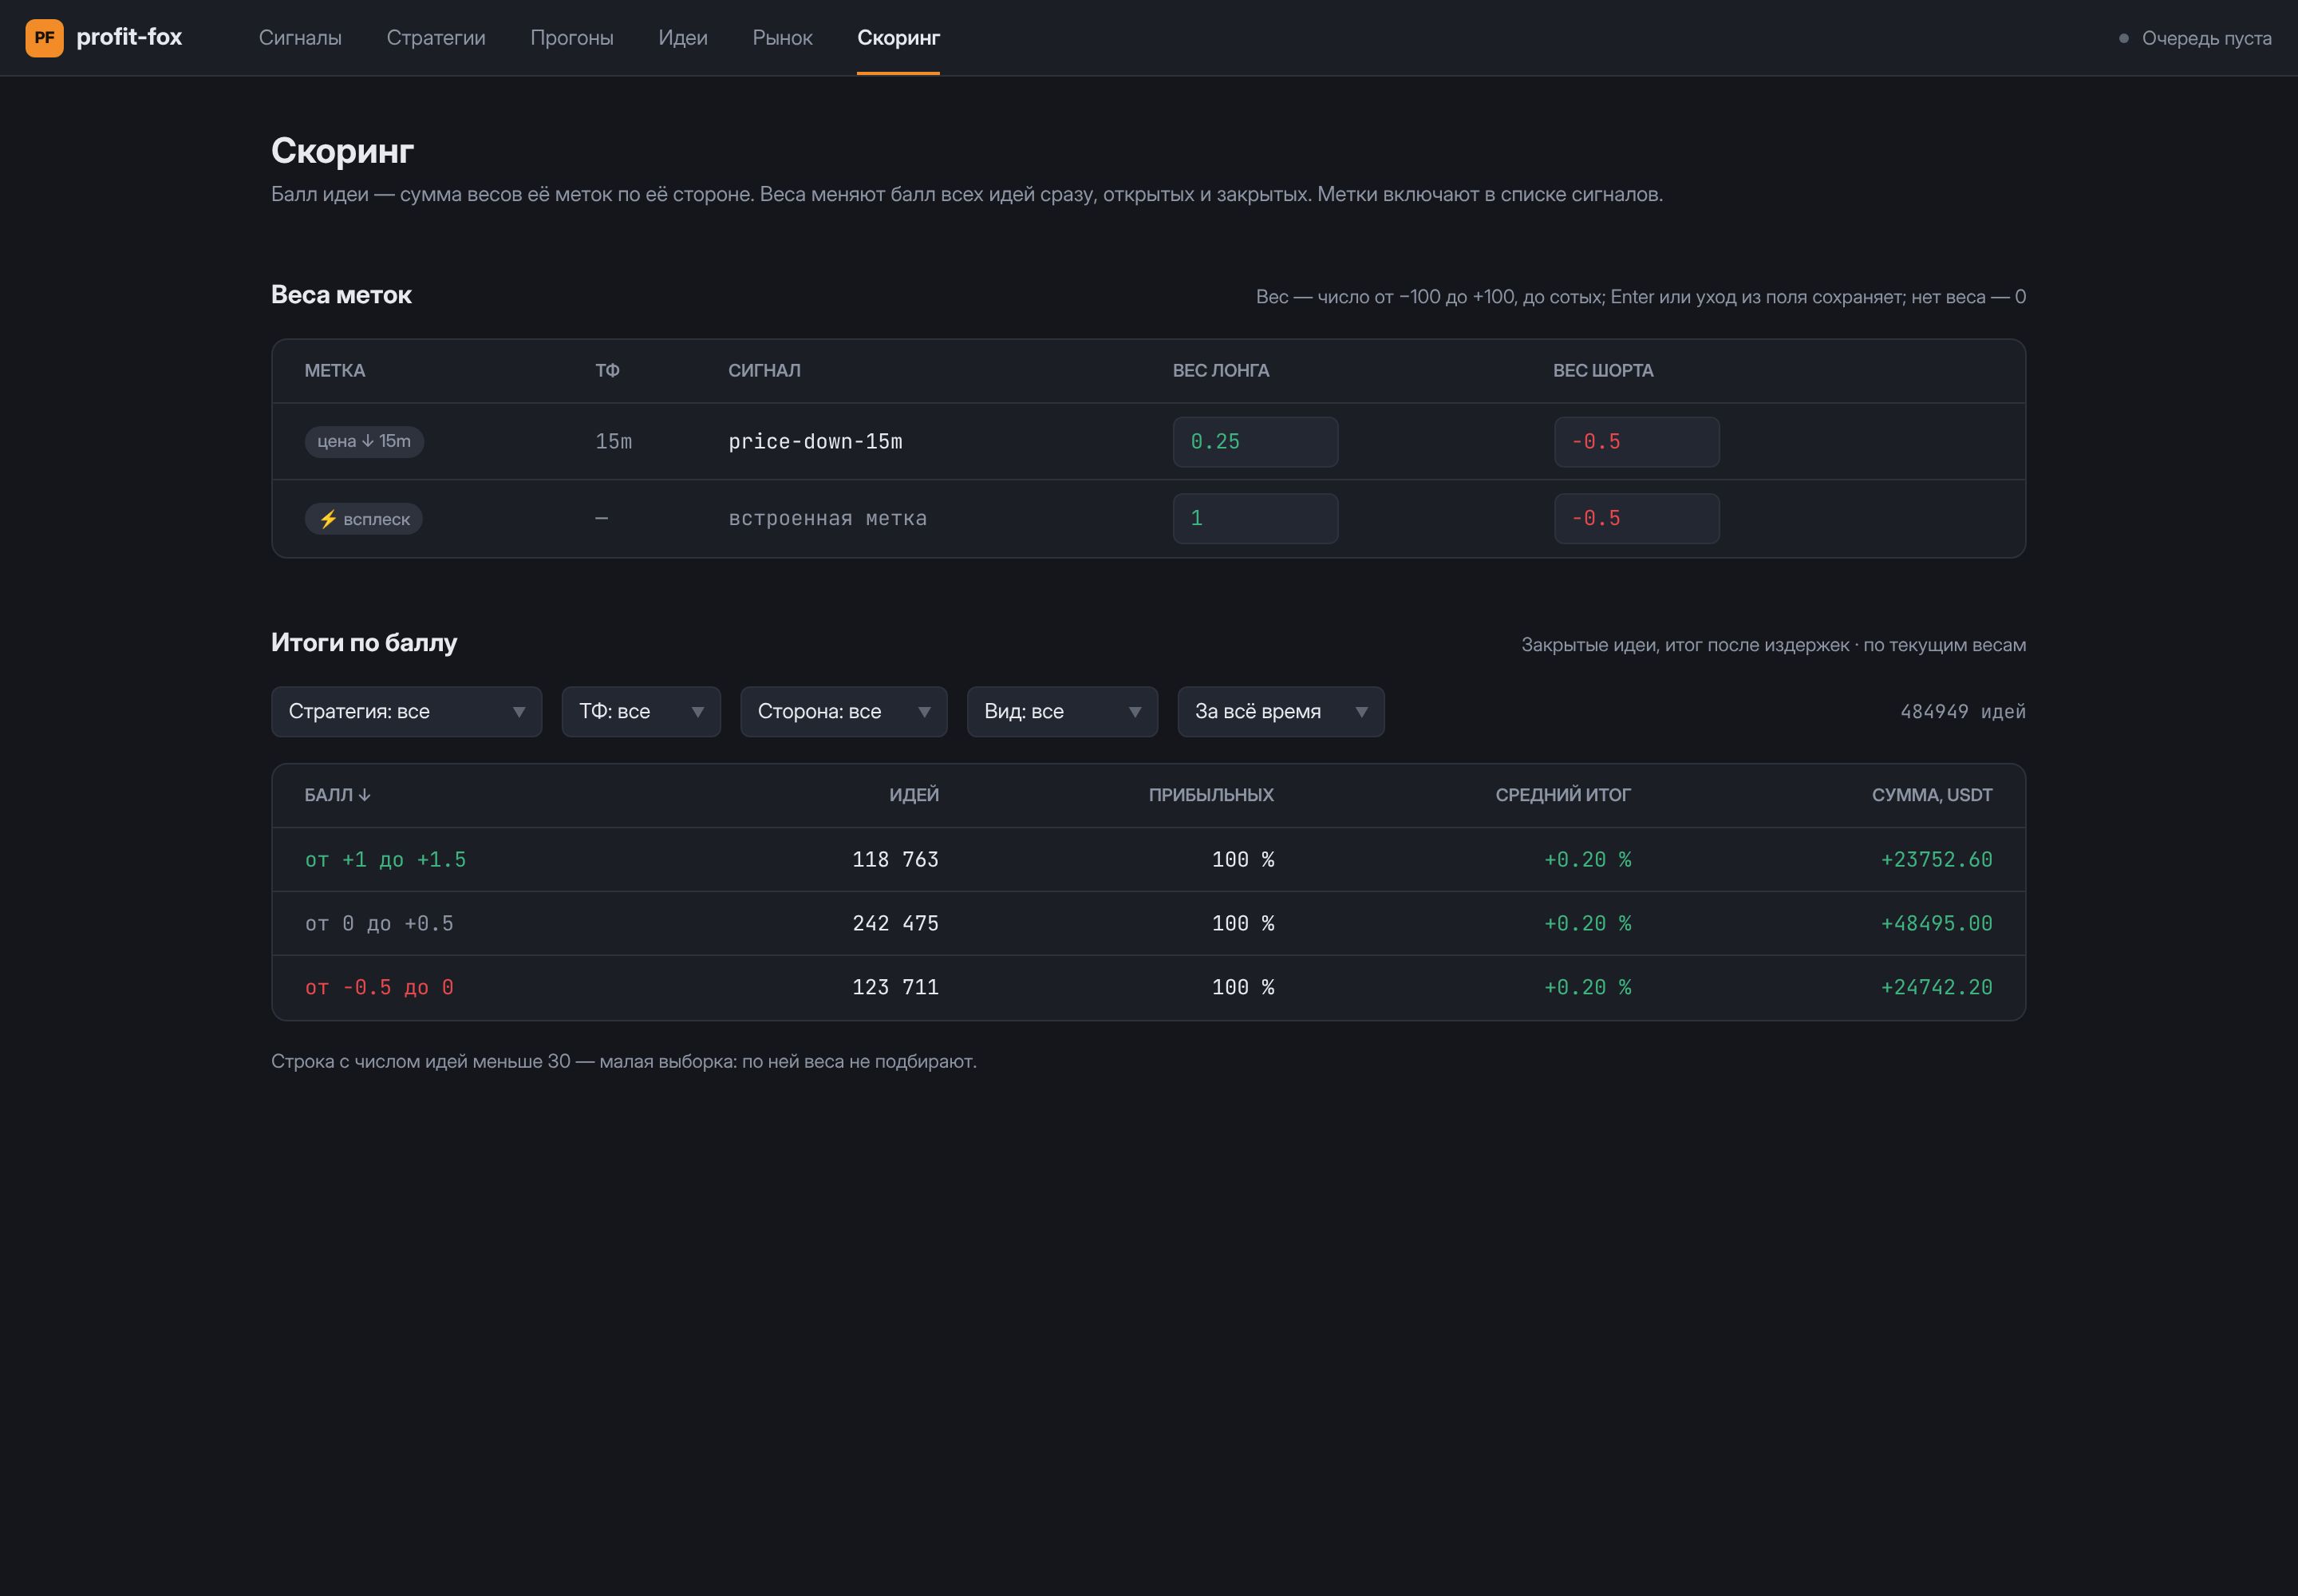 PF profit-fox Сигналы Стратегии Прогоны Идеи Рынок Скоринг Очередь пуста
Скоринг
Балл идеи — сумма весов её меток по её стороне. Веса меняют балл всех идей сразу, открытых и закрытых. Метки включают в списке сигналов.
Веса меток Вес — число от −100 до +100, до сотых; Enter или уход из поля сохраняет; нет веса — 0
МЕТКА ТФ СИГНАЛ ВЕС ЛОНГА ВЕС ШОРТА
цена ↓ 15m 15m price-down-15m 0.25 -0.5
⚡ всплеск — встроенная метка 1 -0.5
Итоги по баллу Закрытые идеи, итог после издержек · по текущим весам
Стратегия: все ▼ ТФ: все ▼ Сторона: все ▼ Вид: все ▼ За всё время ▼ 484949 идей
БАЛЛ ↓ ИДЕЙ ПРИБЫЛЬНЫХ СРЕДНИЙ ИТОГ СУММА, USDT
от +1 до +1.5 118 763 100 % +0.20 % +23752.60
от 0 до +0.5 242 475 100 % +0.20 % +48495.00
от -0.5 до 0 123 711 100 % +0.20 % +24742.20
Строка с числом идей меньше 30 — малая выборка: по ней веса не подбирают.